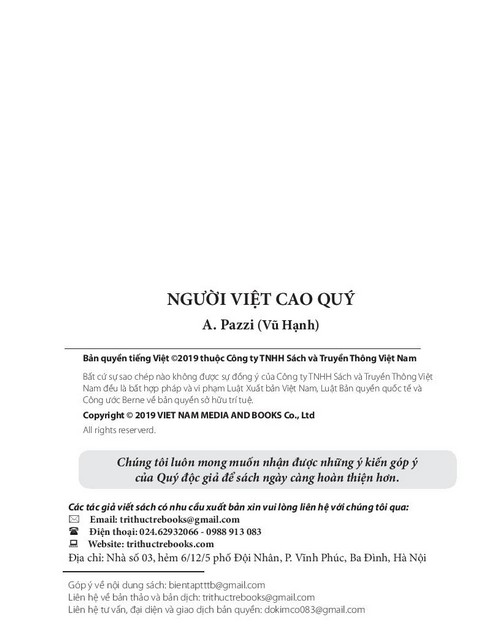 NGƯỜI VIỆT CAO QUÝ
A. Pazzi (Vũ Hạnh)
Bản quyền tiếng Việt ©2019 thuộc Công ty TNHH Sách và Truyền Thông Việt Nam
Bất cứ sự sao chép nào không được sự đồng ý của Công ty TNHH Sách và Truyền Thông Việt
Nam đều là bất hợp pháp và vi phạm Luật Xuất bản Việt Nam, Luật Bản quyền quốc tế và
Công ước Berne về bản quyền sở hữu trí tuệ.
Copyright © 2019 VIET NAM MEDIA AND BOOKS Co., Ltd
All rights reserverd.
Chúng tôi luôn mong muốn nhận được những ý kiến góp ý
của Quý độc giả để sách ngày càng hoàn thiện hơn.
Các tác giả viết sách có nhu cầu xuất bản xin vui lòng liên hệ với chúng tôi qua:
Email: trithuctrebooks@gmail.com
Điện thoại: 024.62932066 - 0988 913 083
Website: trithuctrebooks.com
Địa chỉ: Nhà số 03, hẻm 6/12/5 phố Đội Nhân, P. Vĩnh Phúc, Ba Đình, Hà Nội
Góp ý về nội dung sách: bientaptttb@gmail.com
Liên hệ về bản thảo và bản dịch: trithuctrebooks@gmail.com
Liên hệ tư vấn, đại diện và giao dịch bản quyền: dokimco083@gmail.com